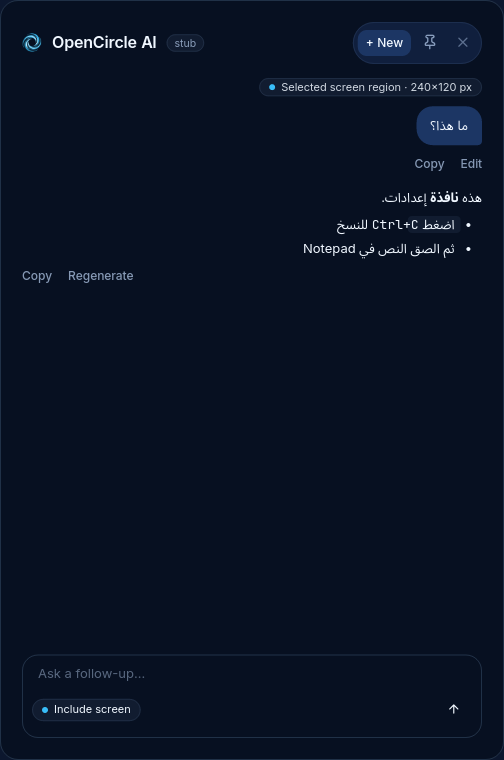 OpenCircle AI
stub
+ New
Selected screen region · 240×120 px
ما هذا؟
Copy
Edit
هذه نافذة إعدادات.
• اضغط Ctrl+C للنسخ
• ثم الصق النص في Notepad
Copy
Regenerate
Ask a follow-up...
Include screen